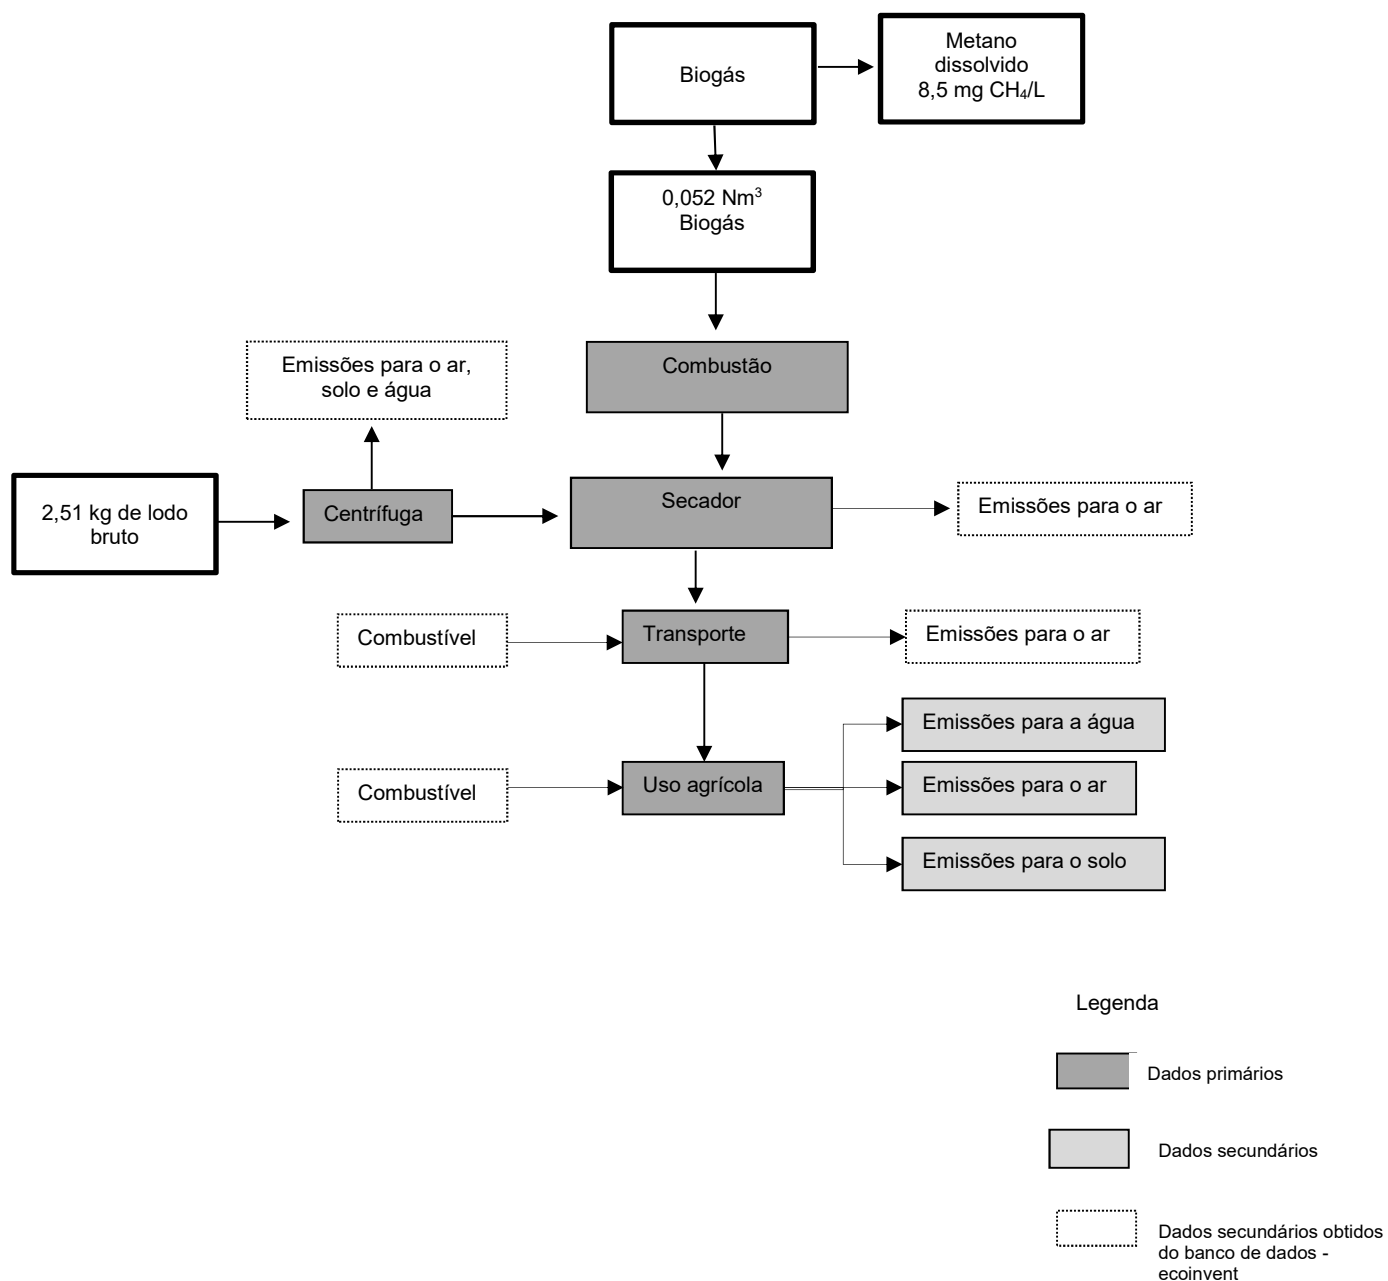 Biogás
Metano
dissolvido
8,5 mg CH₄/L
0,052 Nm³
Biogás
Combustão
Emissões para o ar,
solo e água
2,51 kg de lodo
bruto
Centrífuga
Secador
Emissões para o ar
Combustível
Transporte
Emissões para o ar
Combustível
Uso agrícola
Emissões para a água
Emissões para o ar
Emissões para o solo
Legenda
Dados primários
Dados secundários
Dados secundários obtidos
do banco de dados -
ecoinvent